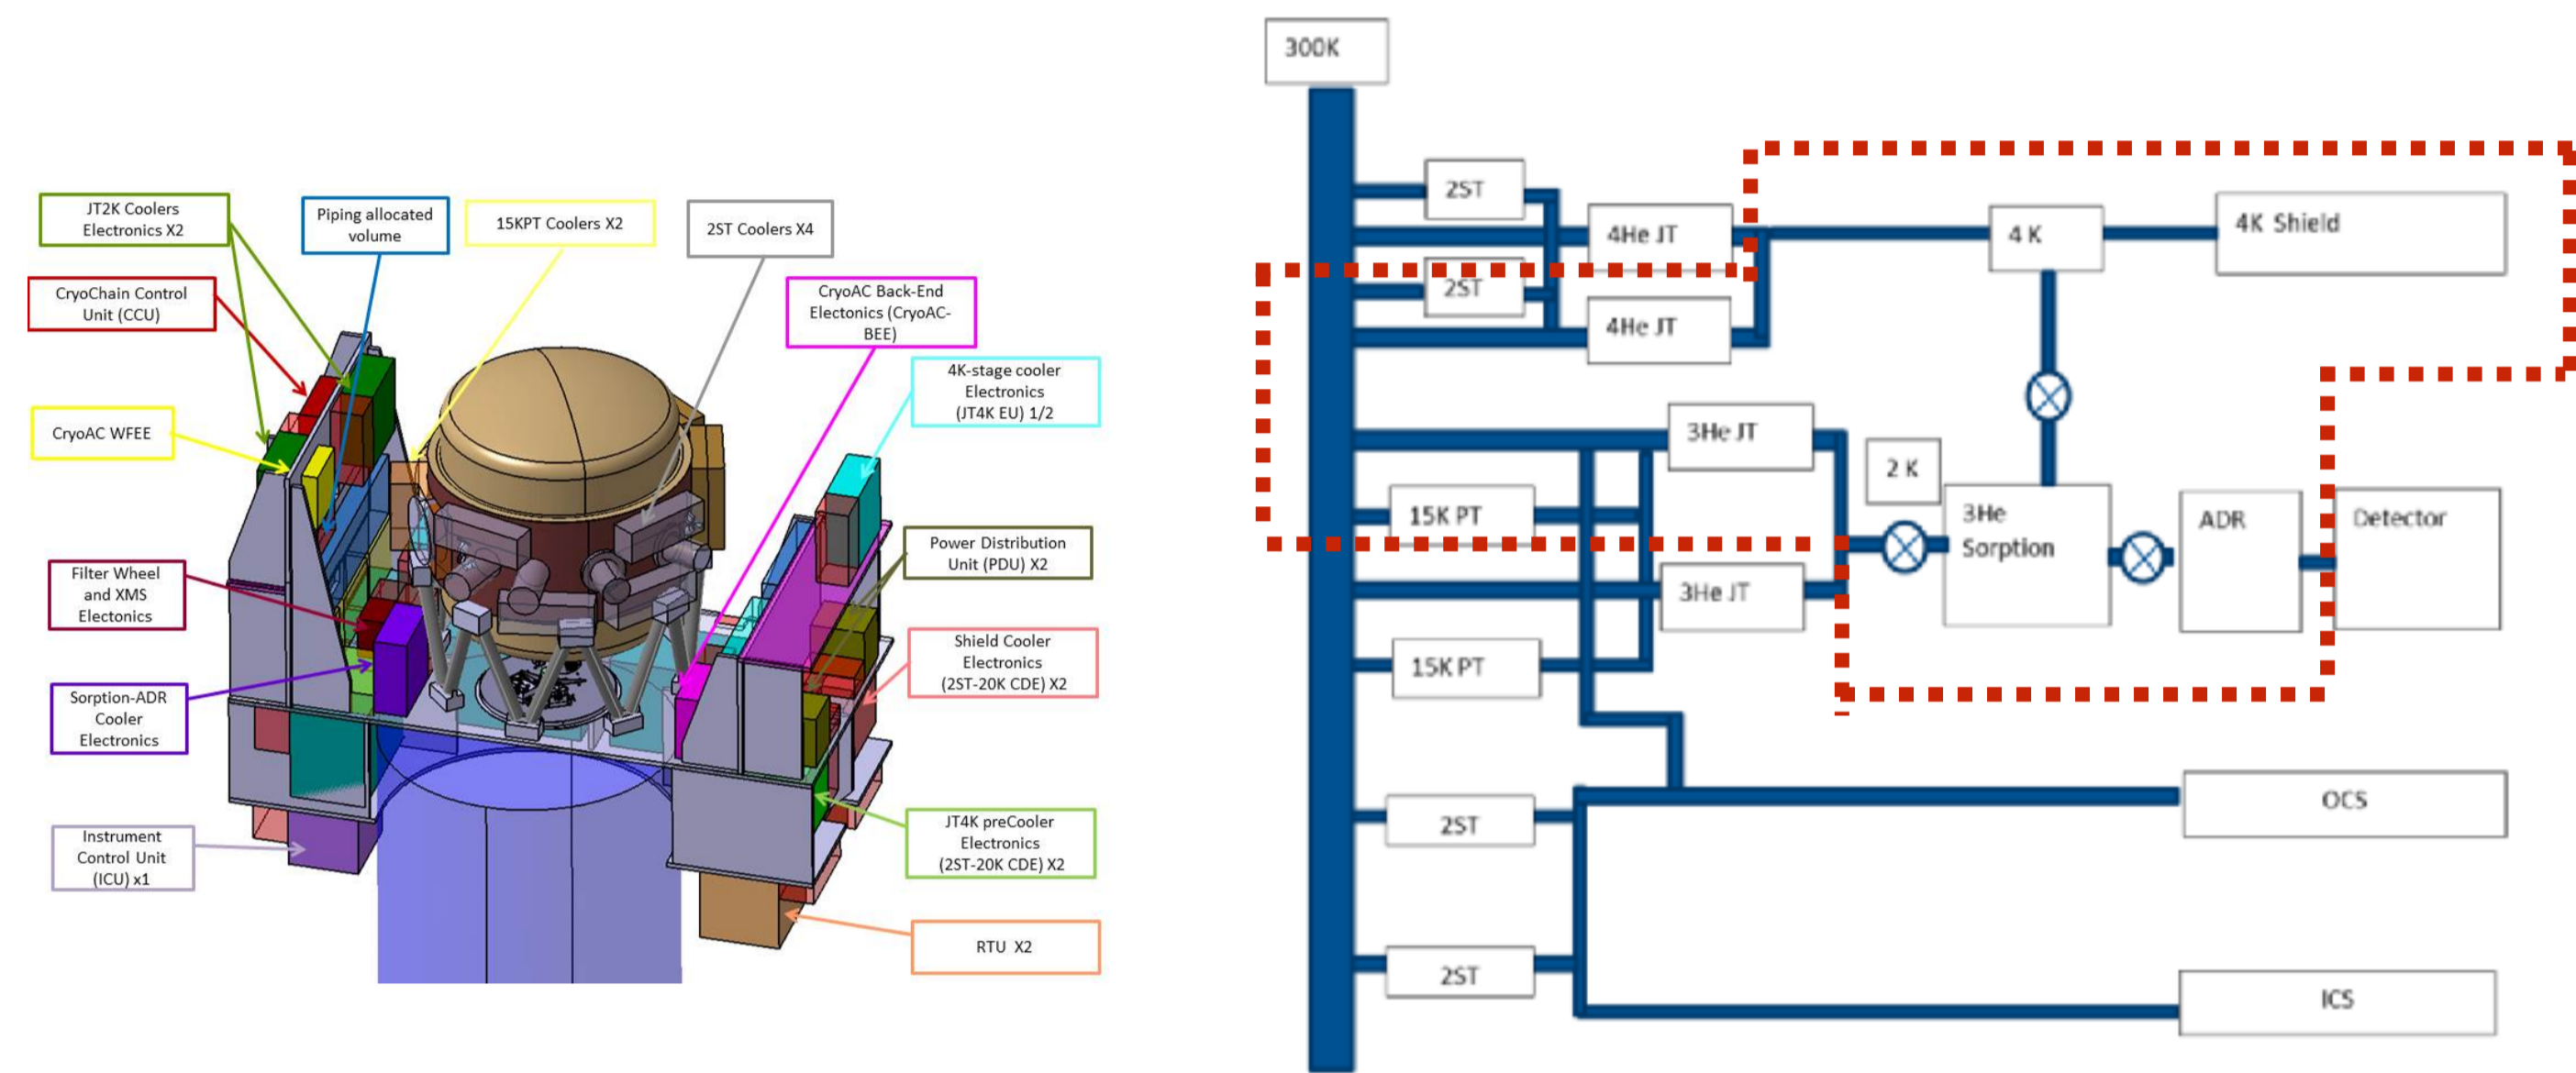 JT2K Coolers
Electronics X2
Piping allocated
volume
15KPT Coolers X2
2ST Coolers X4
CryoChain Control
Unit (CCU)
CryoAC Back-End
Electonics (CryoAC-
BEE)
4K-stage cooler
Electronics
(JT4K EU) 1/2
CryoAC WFEE
Power Distribution
Unit (PDU) X2
Filter Wheel
and XMS
Electonics
Shield Cooler
Electronics
(2ST-20K CDE) X2
Sorption-ADR
Cooler
Electronics
Instrument
Control Unit
(ICU) x1
JT4K preCooler
Electronics
(2ST-20K CDE) X2
RTU X2
300K
2ST
4He JT
4 K
4K Shield
2ST
4He JT
3He JT
2 K
15K PT
3He
Sorption
ADR
Detector
3He JT
15K PT
2ST
OCS
2ST
ICS